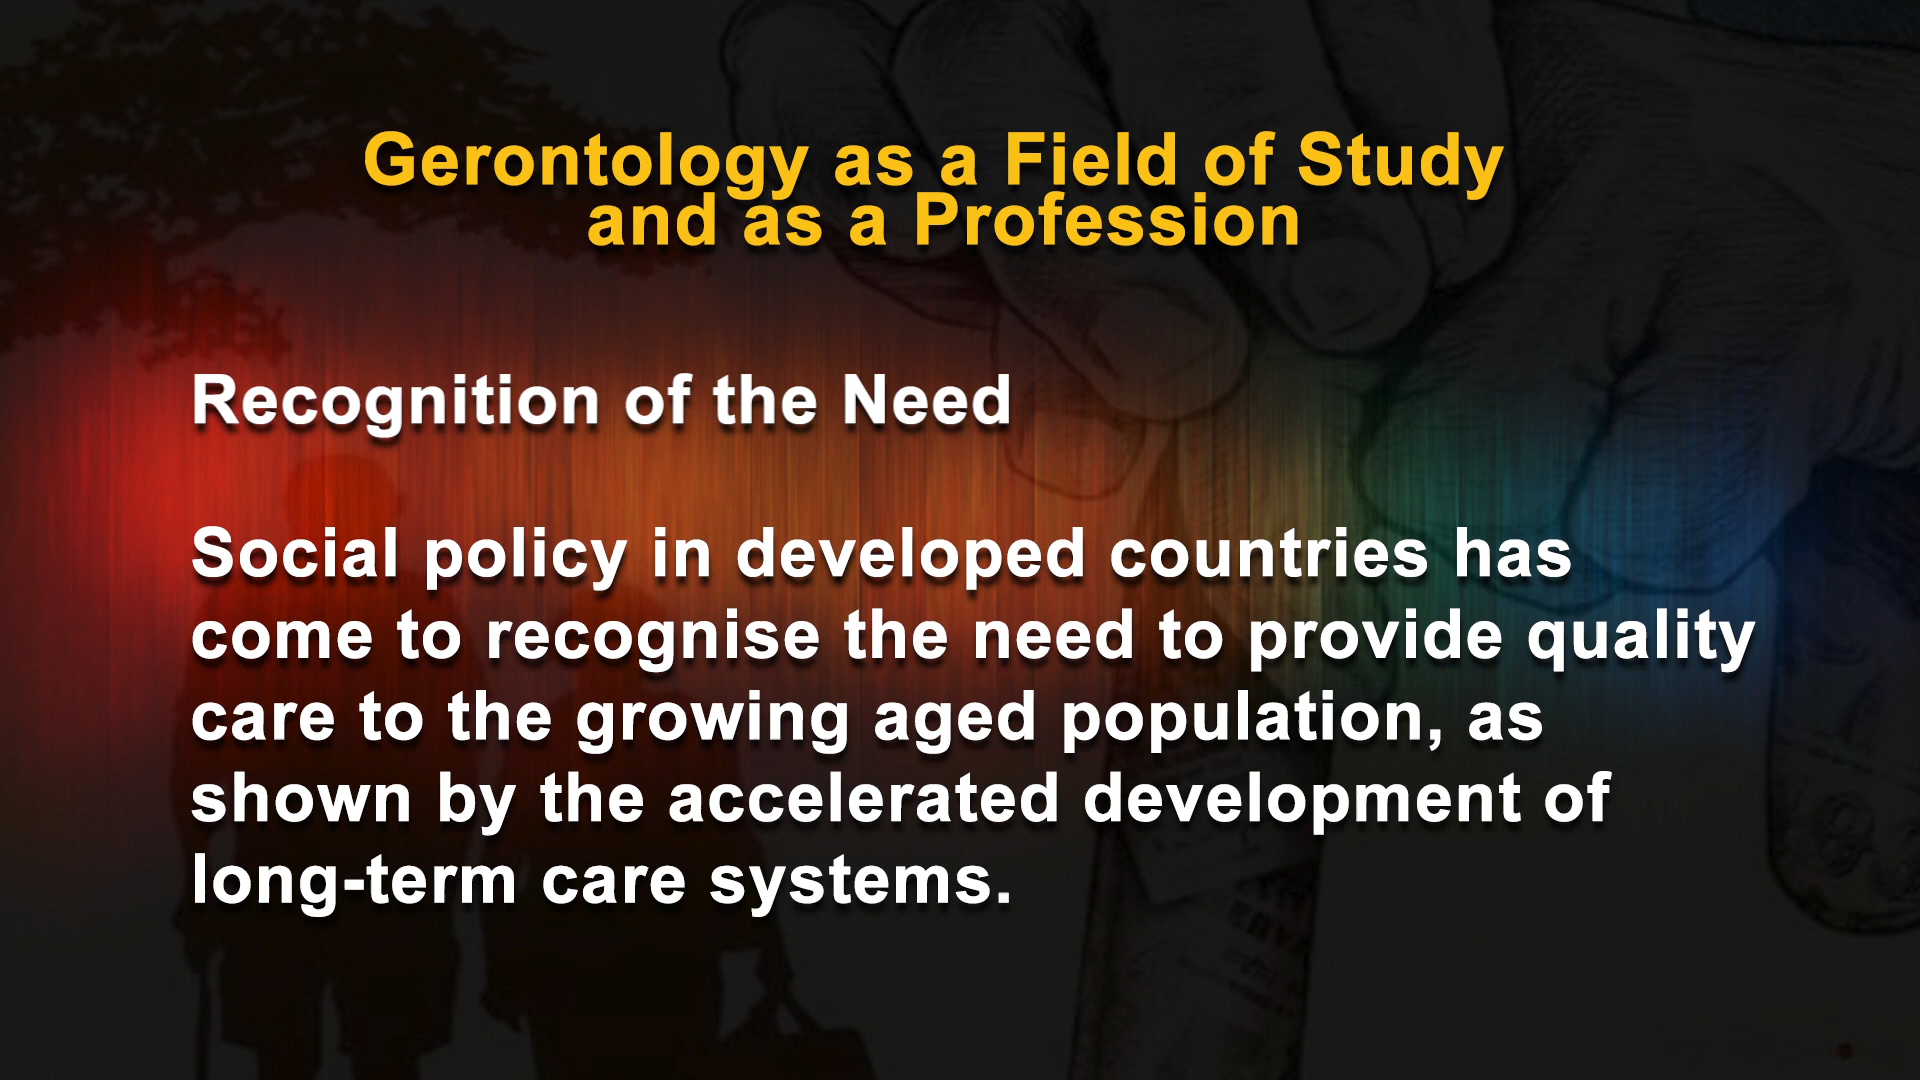 Gerontology as a Field of Study
and as a Profession
Recognition of the Need
Social policy in developed countries has
come to recognise the need to provide quality
care to the growing aged population, as
shown by the accelerated development of
long-term care systems.